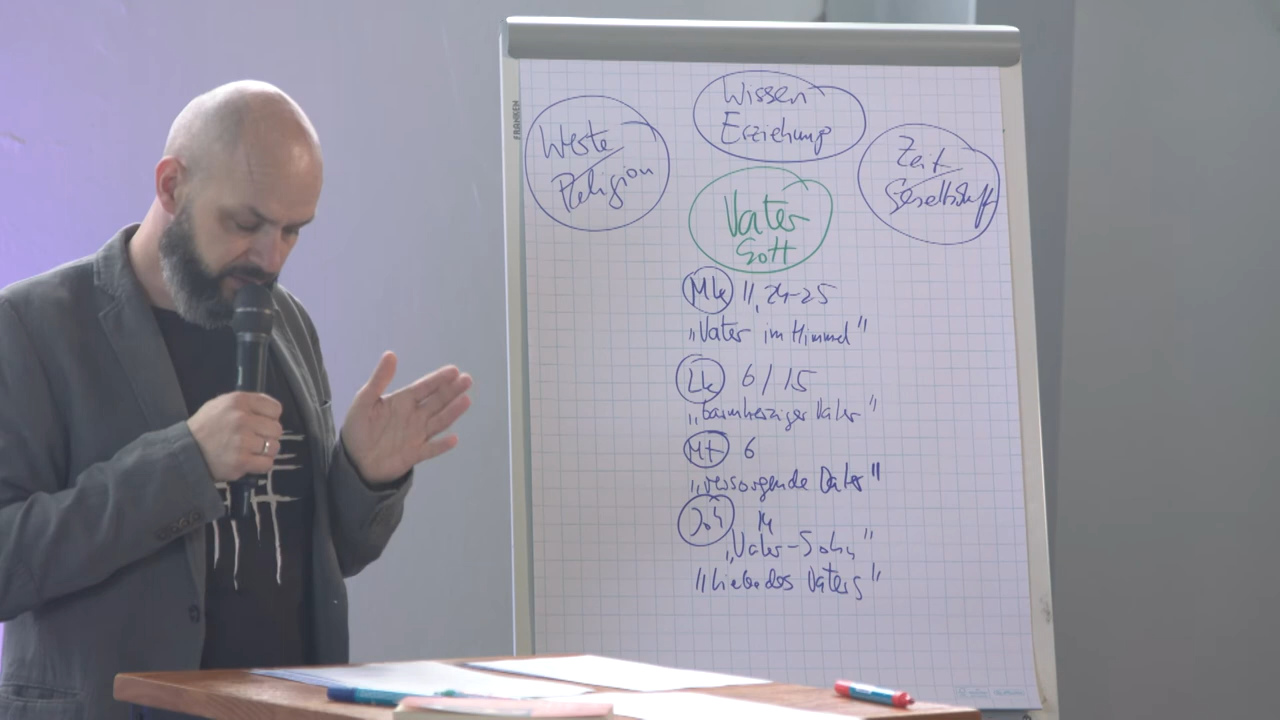 FRANKEN
Werte
Religion
Wissen
Erziehung
Zeit
Gesellschaft
Vater
Gott
Mk 11,24-25
„Vater im Himmel"
Lk 6/15
„barmherziger Vater"
Mt 6
„versorgende Vater"
Joh 14
„Vater-Sohn"
"Liebe des Vaters"